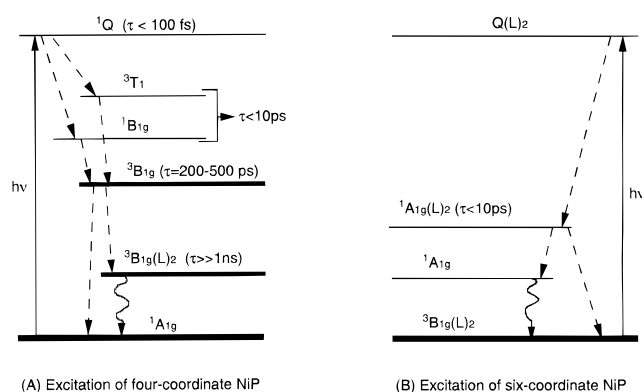 ¹Q (τ < 100 fs)
³T₁
¹B₁g
τ<10ps
³B₁g (τ=200-500 ps)
hν
³B₁g(L)₂ (τ>>1ns)
¹A₁g
(A) Excitation of four-coordinate NiP
Q(L)₂
hν
¹A₁g(L)₂ (τ<10ps)
¹A₁g
³B₁g(L)₂
(B) Excitation of six-coordinate NiP